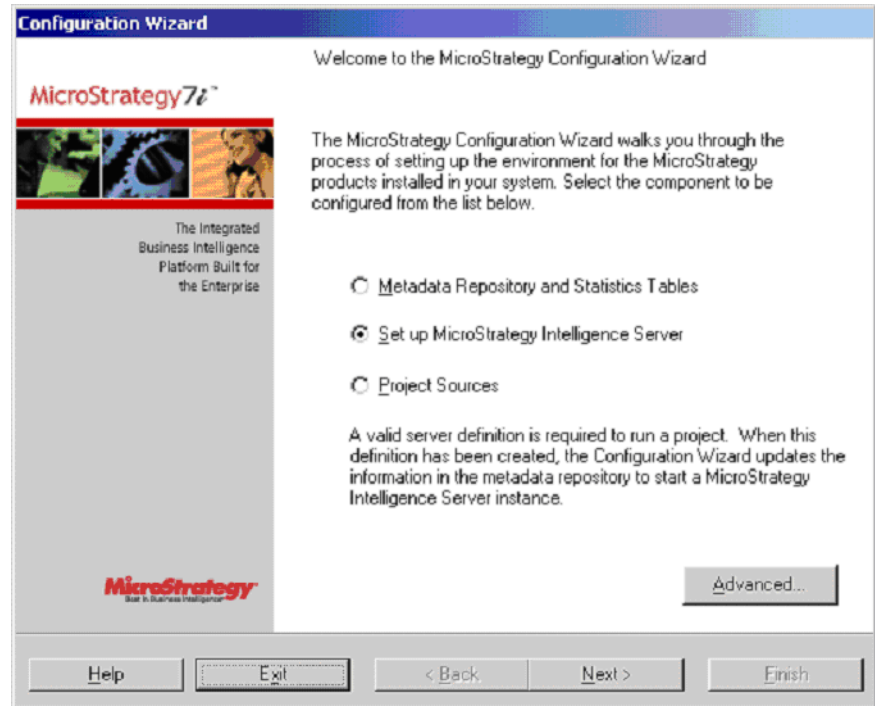 Configuration Wizard
Welcome to the MicroStrategy Configuration Wizard
MicroStrategy7i™
The MicroStrategy Configuration Wizard walks you through the
process of setting up the environment for the MicroStrategy
products installed in your system. Select the component to be
configured from the list below.
The Integrated
Business Intelligence
Platform Built for
the Enterprise
Metadata Repository and Statistics Tables
Set up MicroStrategy Intelligence Server
Project Sources
A valid server definition is required to run a project. When this
definition has been created, the Configuration Wizard updates the
information in the metadata repository to start a MicroStrategy
Intelligence Server instance.
MicroStrategy
Best in Business Intelligence
Advanced...
Help
Exit
< Back
Next >
Finish